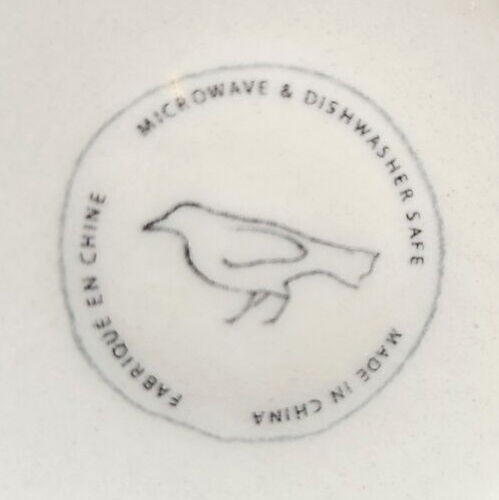 MICROWAVE & DISHWASHER SAFE
MADE IN CHINA
FABRIQUE EN CHINE